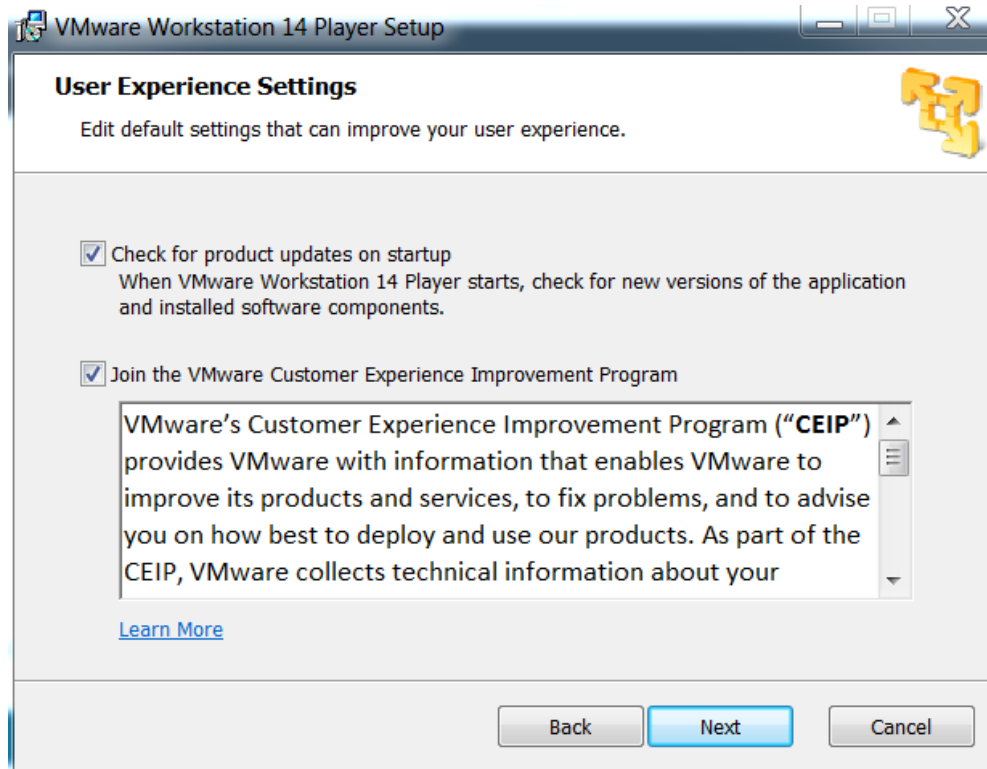 VMware Workstation 14 Player Setup
User Experience Settings
Edit default settings that can improve your user experience.
Check for product updates on startup
When VMware Workstation 14 Player starts, check for new versions of the application
and installed software components.
Join the VMware Customer Experience Improvement Program
VMware’s Customer Experience Improvement Program (“CEIP”)
provides VMware with information that enables VMware to
improve its products and services, to fix problems, and to advise
you on how best to deploy and use our products. As part of the
CEIP, VMware collects technical information about your
Learn More
Back Next Cancel